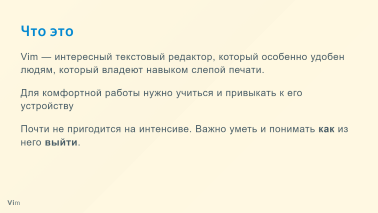 Что это
Vim — интересный текстовый редактор, который особенно удобен
людям, который владеют навыком слепой печати.
Для комфортной работы нужно учиться и привыкать к его
устройству
Почти не пригодится на интенсиве. Важно уметь и понимать как из
него выйти.
Vim